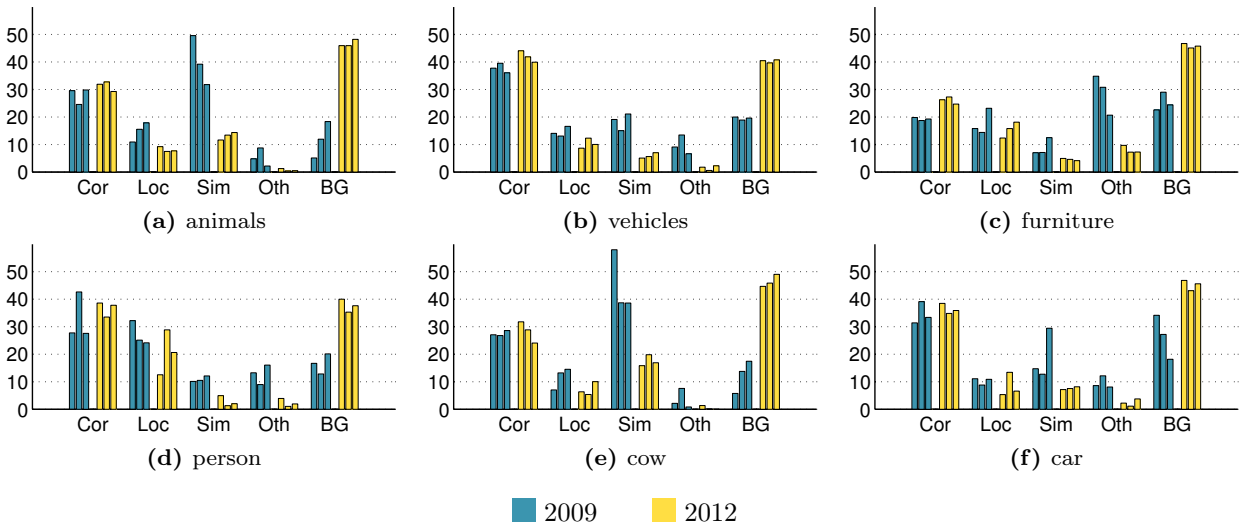 50 50 50
40 40 40
30 30 30
20 20 20
10 10 10
0 0 0
Cor Loc Sim Oth BG Cor Loc Sim Oth BG Cor Loc Sim Oth BG
(a) animals (b) vehicles (c) furniture
50 50 50
40 40 40
30 30 30
20 20 20
10 10 10
0 0 0
Cor Loc Sim Oth BG Cor Loc Sim Oth BG Cor Loc Sim Oth BG
(d) person (e) cow (f) car
2009 2012